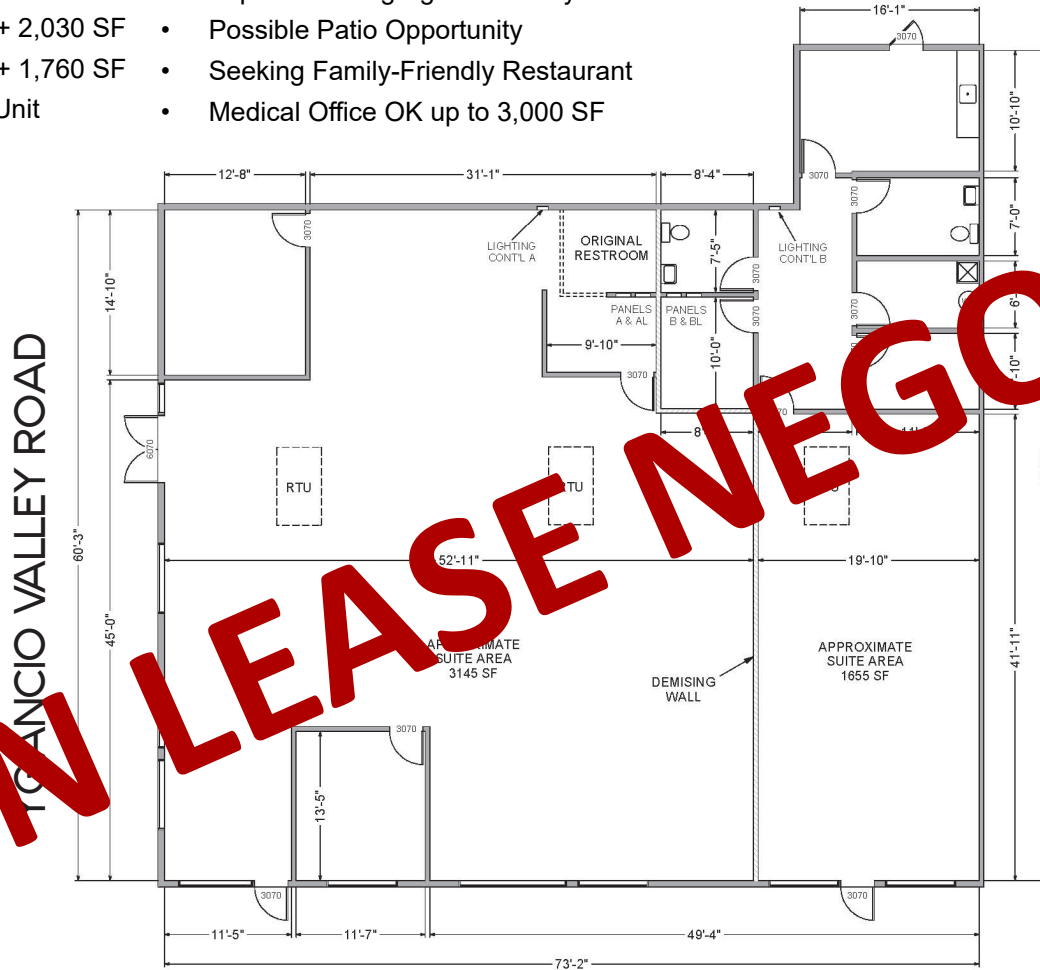 + 2,030 SF
• Possible Patio Opportunity
+ 1,760 SF
• Seeking Family-Friendly Restaurant
Unit
• Medical Office OK up to 3,000 SF
16'-1"
3070
10'-10"
12'-8"
31'-1"
8'-4"
3070
3070
7'-0"
3070
LIGHTING
CONT'L A
ORIGINAL
RESTROOM
7'-5"
LIGHTING
CONT'L B
3070
14'-10"
PANELS
A & AL
PANELS
B & BL
3070
3070
9'-10"
10'-0"
3070
6070
RTU
60'-3"
52'-11"
19'-10"
45'-0"
41'-11"
SUITE AREA
3145 SF
APPROXIMATE
SUITE AREA
1655 SF
DEMISING
WALL
3070
13'-5"
3070
3070
11'-5"
11'-7"
49'-4"
73'-2"
VALLEY ROAD
LEASE